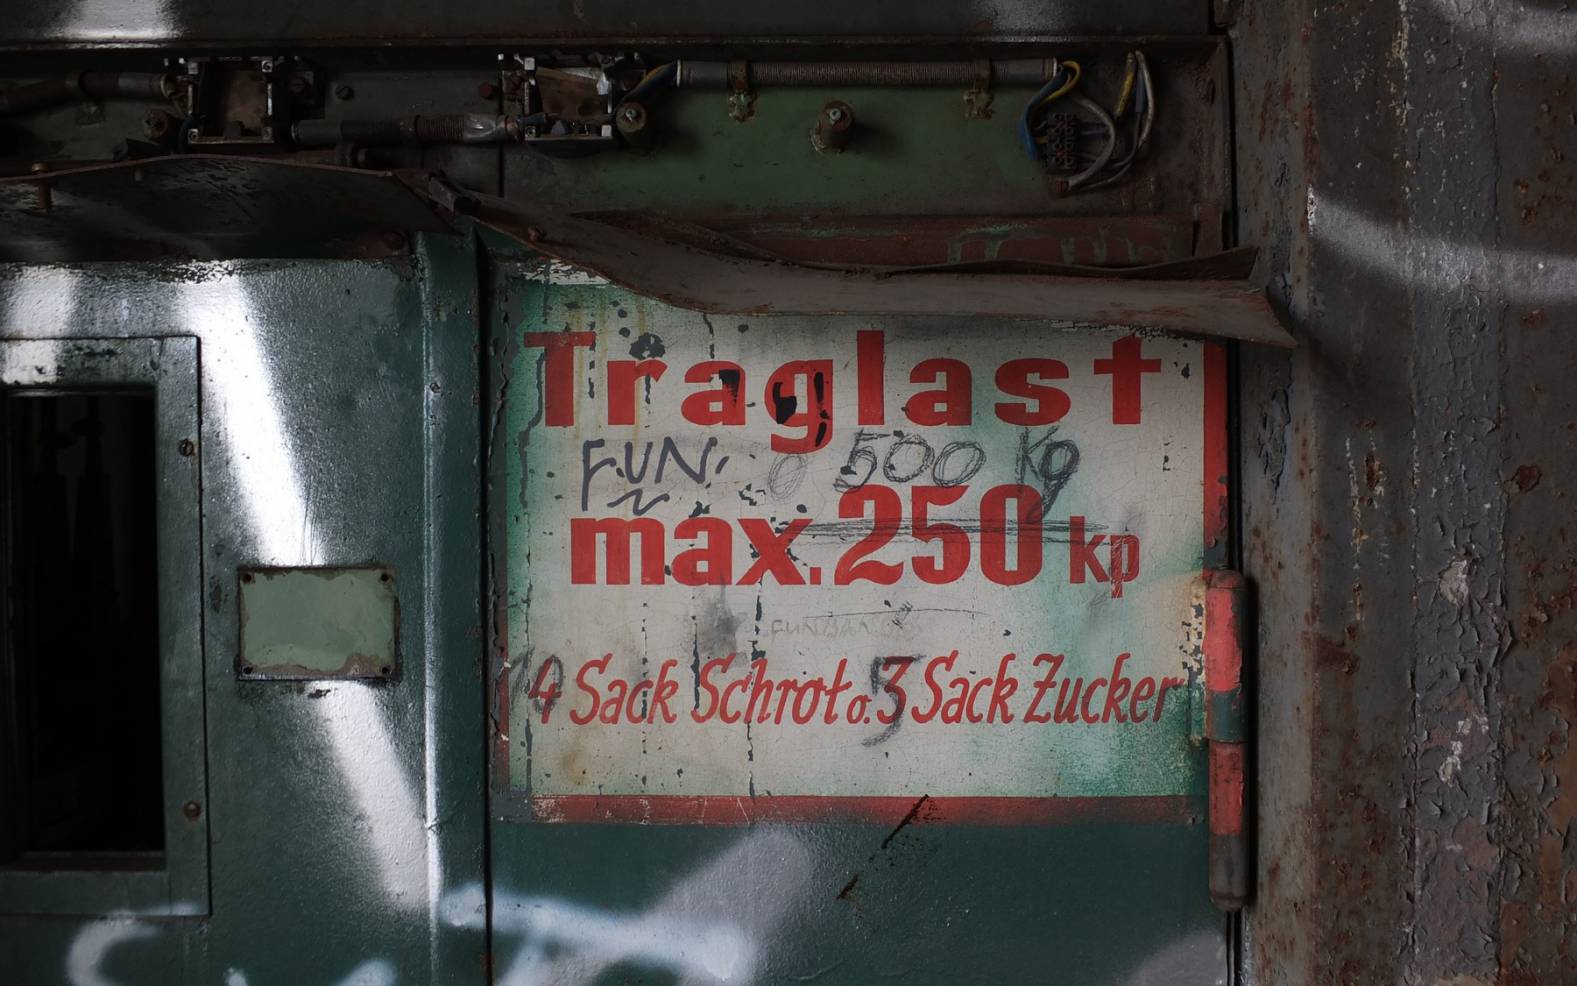 Traglast
FUN. 500 Kg
max. 250 kp
4 Sack Schrot o. 3 Sack Zucker